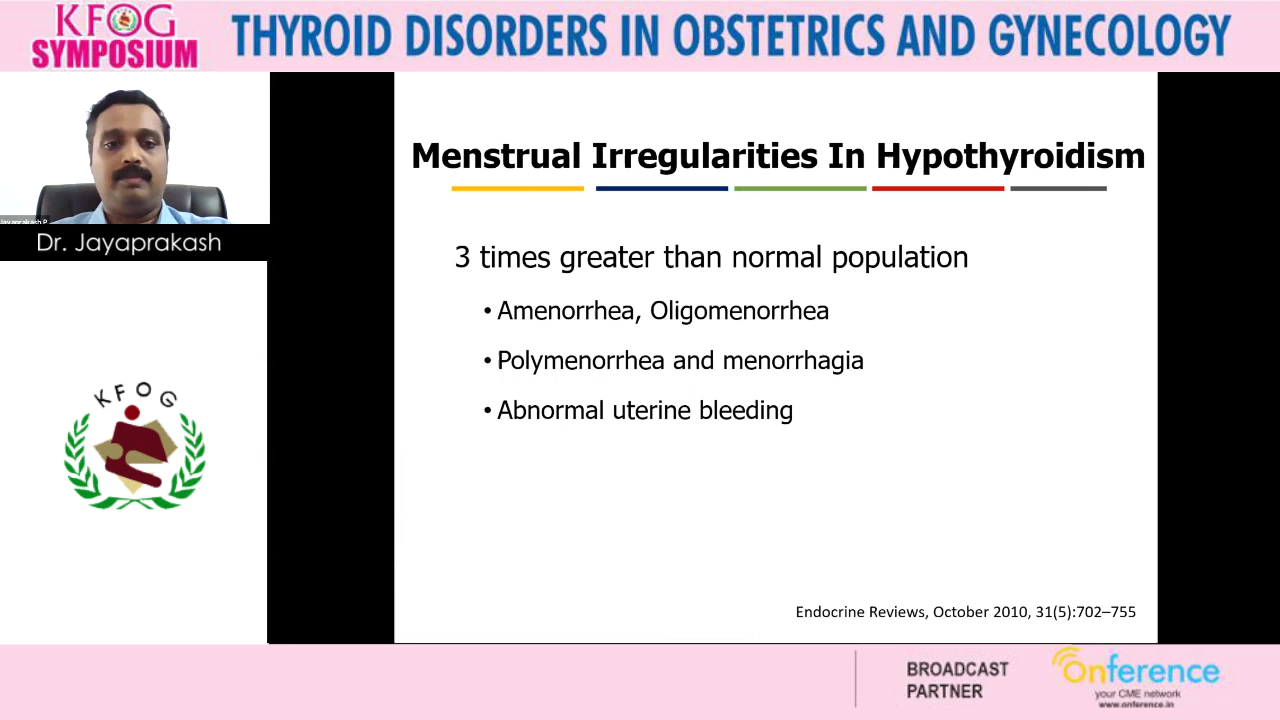 KFOG
SYMPOSIUM
THYROID DISORDERS IN OBSTETRICS AND GYNECOLOGY
Jayaprakash P
Dr. Jayaprakash
KFOG
Menstrual Irregularities In Hypothyroidism
3 times greater than normal population
• Amenorrhea, Oligomenorrhea
• Polymenorrhea and menorrhagia
• Abnormal uterine bleeding
Endocrine Reviews, October 2010, 31(5):702–755
BROADCAST
PARTNER
Onference
your CME network
www.onference.in